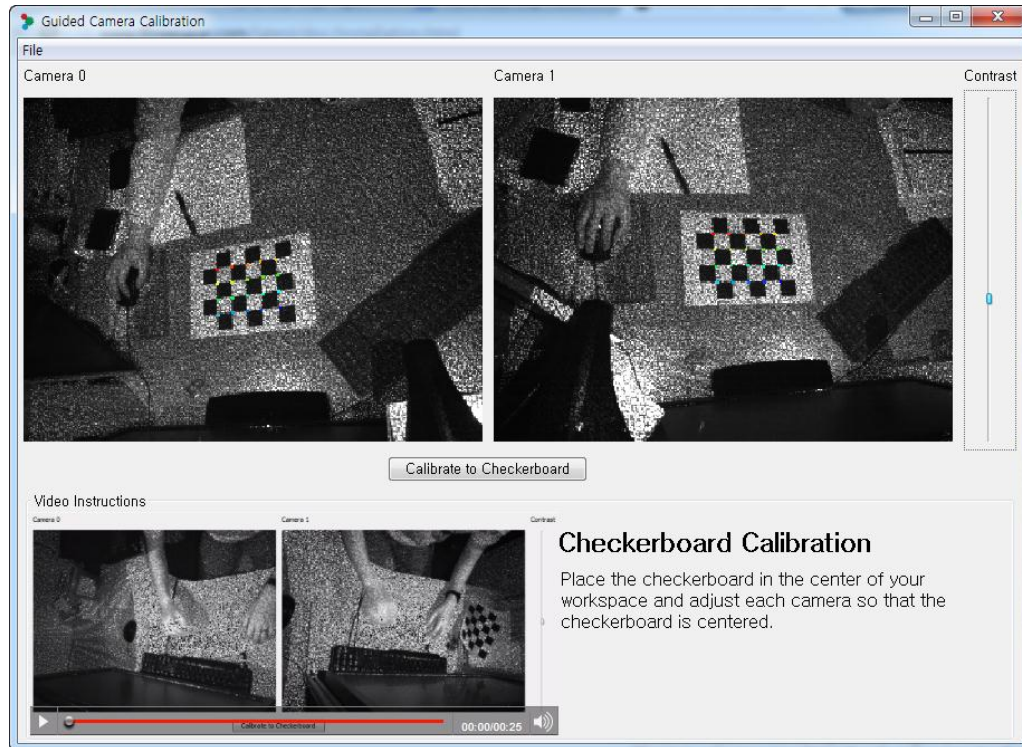 Guided Camera Calibration
File
Camera 0
Camera 1
Contrast
Calibrate to Checkerboard
Video Instructions
Camera 0
Camera 1
Contrast
Checkerboard Calibration
Place the checkerboard in the center of your
workspace and adjust each camera so that the
checkerboard is centered.
Calibrate to Checkerboard
00:00/00:25